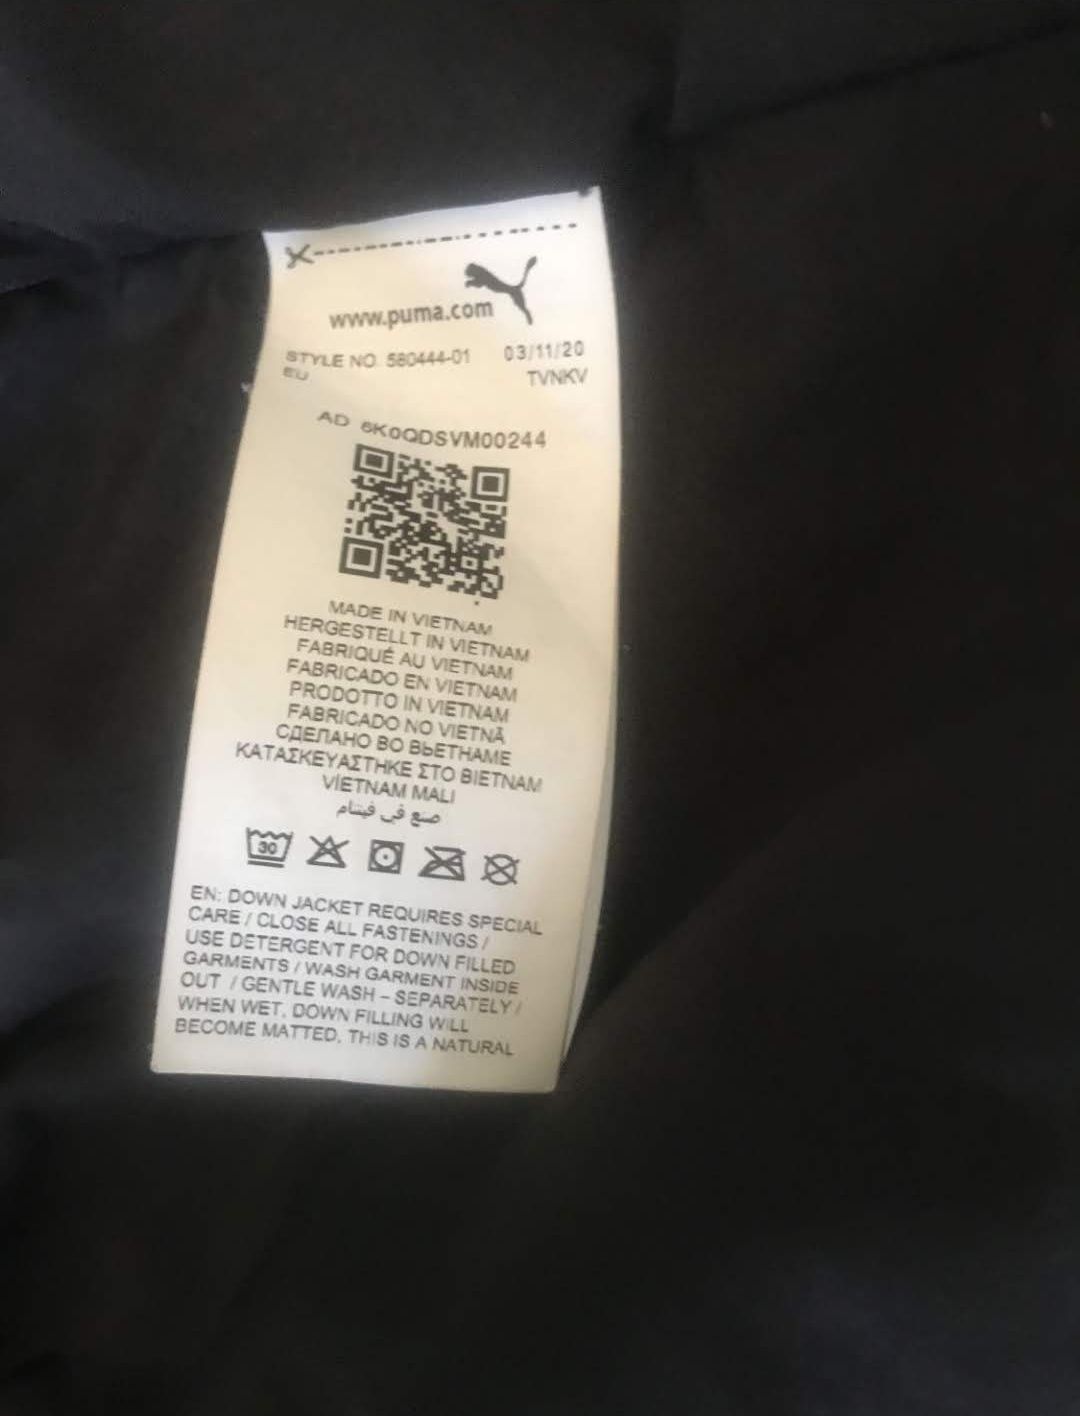 www.puma.com
STYLE NO. 580444-01 03/11/20
EU TVNKV
AD 6K0QDSVM00244
MADE IN VIETNAM
HERGESTELLT IN VIETNAM
FABRIQUÉ AU VIETNAM
FABRICADO EN VIETNAM
PRODOTTO IN VIETNAM
FABRICADO NO VIETNÃ
СДЕЛАНО ВО ВЬЕТНАМЕ
ΚΑΤΑΣΚΕΥΑΣΤΗΚΕ ΣΤΟ ΒΙΕΤΝΑΜ
VİETNAM MALI
صنع في فيتنام
30
EN: DOWN JACKET REQUIRES SPECIAL
CARE / CLOSE ALL FASTENINGS /
USE DETERGENT FOR DOWN FILLED
GARMENTS / WASH GARMENT INSIDE
OUT / GENTLE WASH – SEPARATELY /
WHEN WET, DOWN FILLING WILL
BECOME MATTED, THIS IS A NATURAL